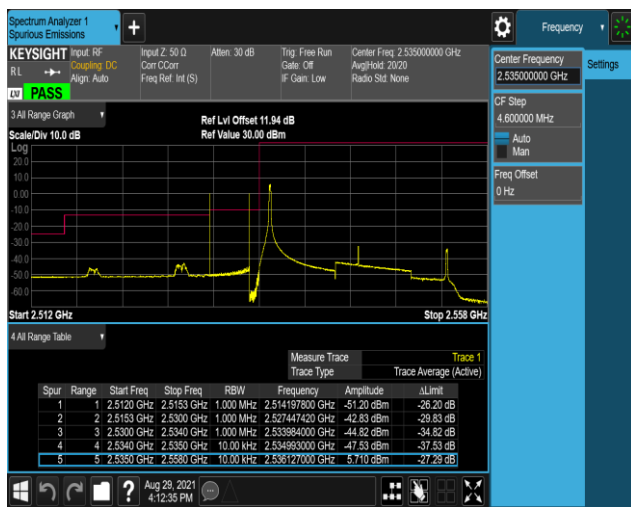 Spectrum Analyzer 1
Spurious Emissions
+
Frequency
KEYSIGHT
RL
Input: RF
Coupling: DC
Align: Auto
Input Z: 50 Ω
Corr CCorr
Freq Ref: Int (S)
Atten: 30 dB
Trig: Free Run
Gate: Off
IF Gain: Low
Center Freq: 2.535000000 GHz
Avg|Hold: 20/20
Radio Std: None
LXI PASS
Center Frequency
2.535000000 GHz
Settings
CF Step
4.600000 MHz
Auto
Man
Freq Offset
0 Hz
3 All Range Graph
Scale/Div 10.0 dB
Ref Lvl Offset 11.94 dB
Ref Value 30.00 dBm
Log
20.0
10.0
0.00
-10.0
-20.0
-30.0
-40.0
-50.0
-60.0
Start 2.512 GHz
Stop 2.558 GHz
4 All Range Table
Measure Trace Trace 1
Trace Type Trace Average (Active)
Spur Range Start Freq Stop Freq RBW Frequency Amplitude ΔLimit
1 1 2.5120 GHz 2.5153 GHz 1.000 MHz 2.514197800 GHz -51.20 dBm -26.20 dB
2 2 2.5153 GHz 2.5300 GHz 1.000 MHz 2.527447420 GHz -42.83 dBm -29.83 dB
3 3 2.5300 GHz 2.5340 GHz 1.000 MHz 2.533984000 GHz -44.82 dBm -34.82 dB
4 4 2.5340 GHz 2.5350 GHz 10.00 kHz 2.534993000 GHz -47.53 dBm -37.53 dB
5 5 2.5350 GHz 2.5580 GHz 10.00 kHz 2.536127000 GHz 5.710 dBm -27.29 dB
?
Aug 29, 2021
4:12:35 PM